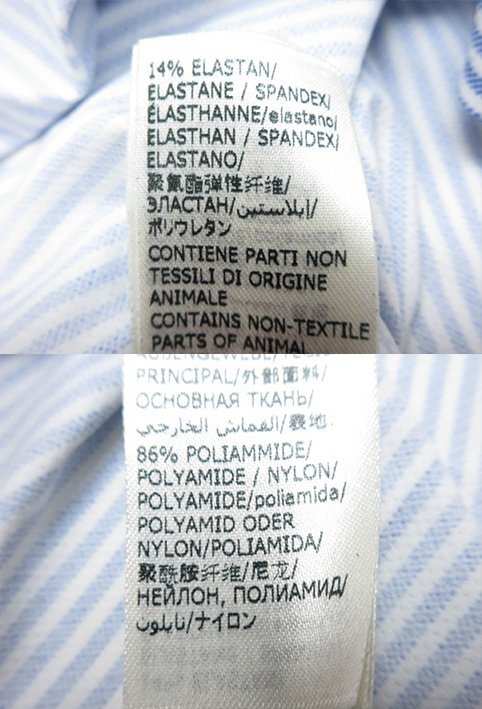 14% ELASTAN/
ELASTANE / SPANDEX/
ÉLASTHANNE/elastano/
ELASTHAN / SPANDEX/
ELASTANO/
聚氨酯弹性纤维/
ЭЛАСТАН/إيلاستين/
ポリウレタン
CONTIENE PARTI NON
TESSILI DI ORIGINE
ANIMALE
CONTAINS NON-TEXTILE
PARTS OF ANIMAL
PRINCIPAL/外部面料/
ОСНОВНАЯ ТКАНЬ/
القماش الخارجي/表地:
86% POLIAMMIDE/
POLYAMIDE / NYLON/
POLYAMIDE/poliamida/
POLYAMID ODER
NYLON/POLIAMIDA/
聚酰胺纤维/尼龙/
НЕЙЛОН, ПОЛИАМИД/
نايلون/ナイロン